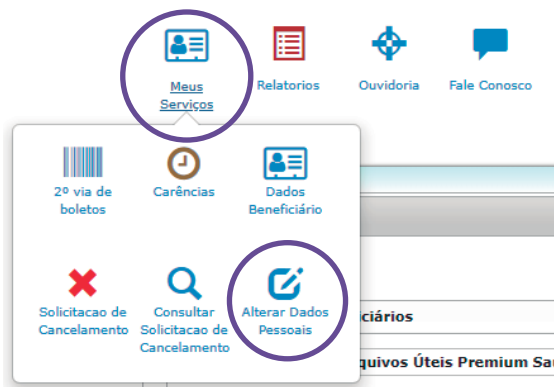 Meus
Serviços
Relatorios
Ouvidoria
Fale Conosco
2º via de
boletos
Carências
Dados
Beneficiário
Solicitacao de
Cancelamento
Consultar
Solicitacao de
Cancelamento
Alterar Dados
Pessoais
ciários
quivos Úteis Premium Sa